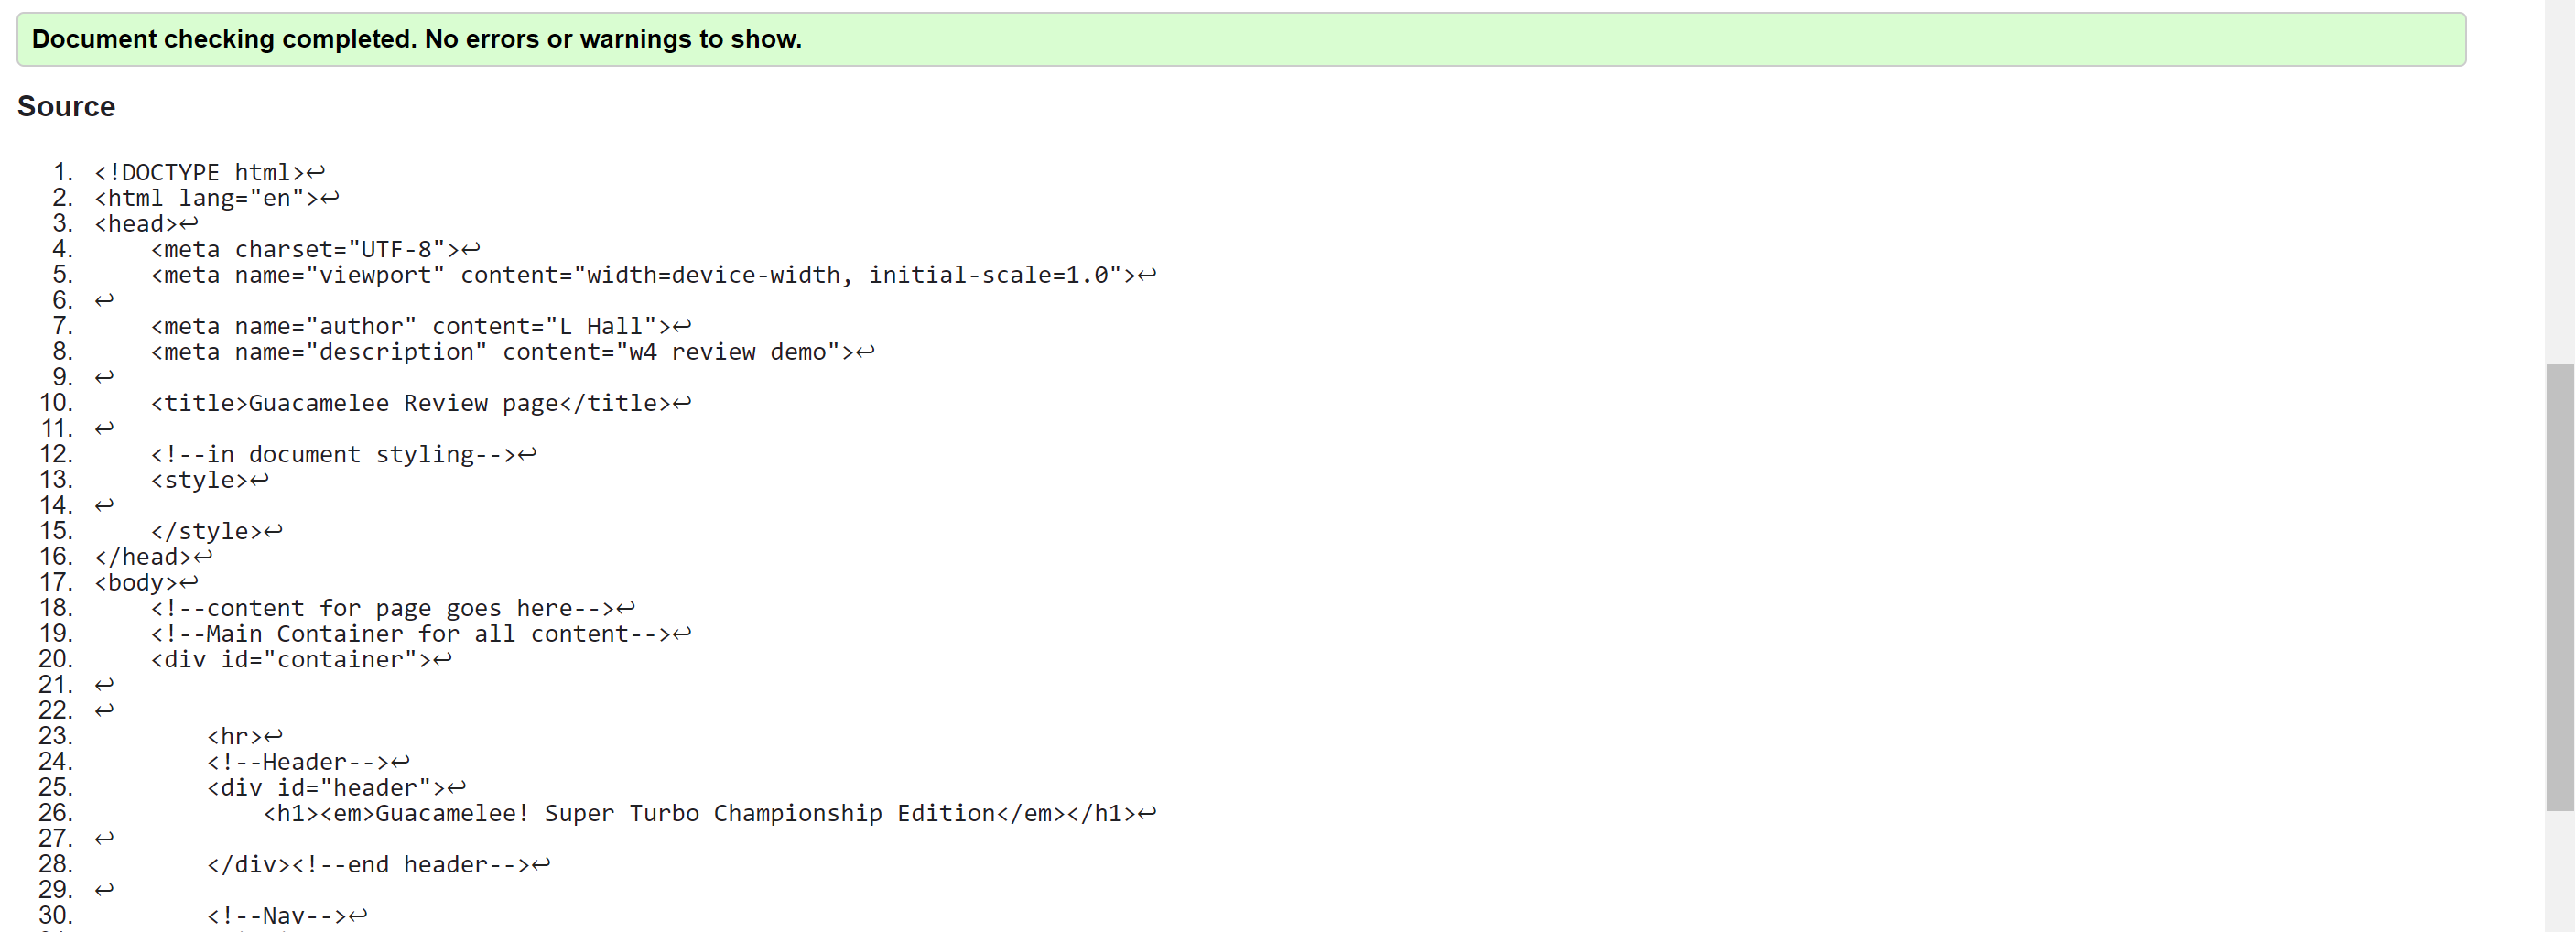 Document checking completed. No errors or warnings to show.
Source
1. <!DOCTYPE html>↩
2. <html lang="en">↩
3. <head>↩
4.     <meta charset="UTF-8">↩
5.     <meta name="viewport" content="width=device-width, initial-scale=1.0">↩
6. ↩
7.     <meta name="author" content="L Hall">↩
8.     <meta name="description" content="w4 review demo">↩
9. ↩
10.     <title>Guacamelee Review page</title>↩
11. ↩
12.     <!--in document styling-->↩
13.     <style>↩
14. ↩
15.     </style>↩
16. </head>↩
17. <body>↩
18.     <!--content for page goes here-->↩
19.     <!--Main Container for all content-->↩
20.     <div id="container">↩
21. ↩
22. ↩
23.         <hr>↩
24.         <!--Header-->↩
25.         <div id="header">↩
26.             <h1><em>Guacamelee! Super Turbo Championship Edition</em></h1>↩
27. ↩
28.         </div><!--end header-->↩
29. ↩
30.         <!--Nav-->↩